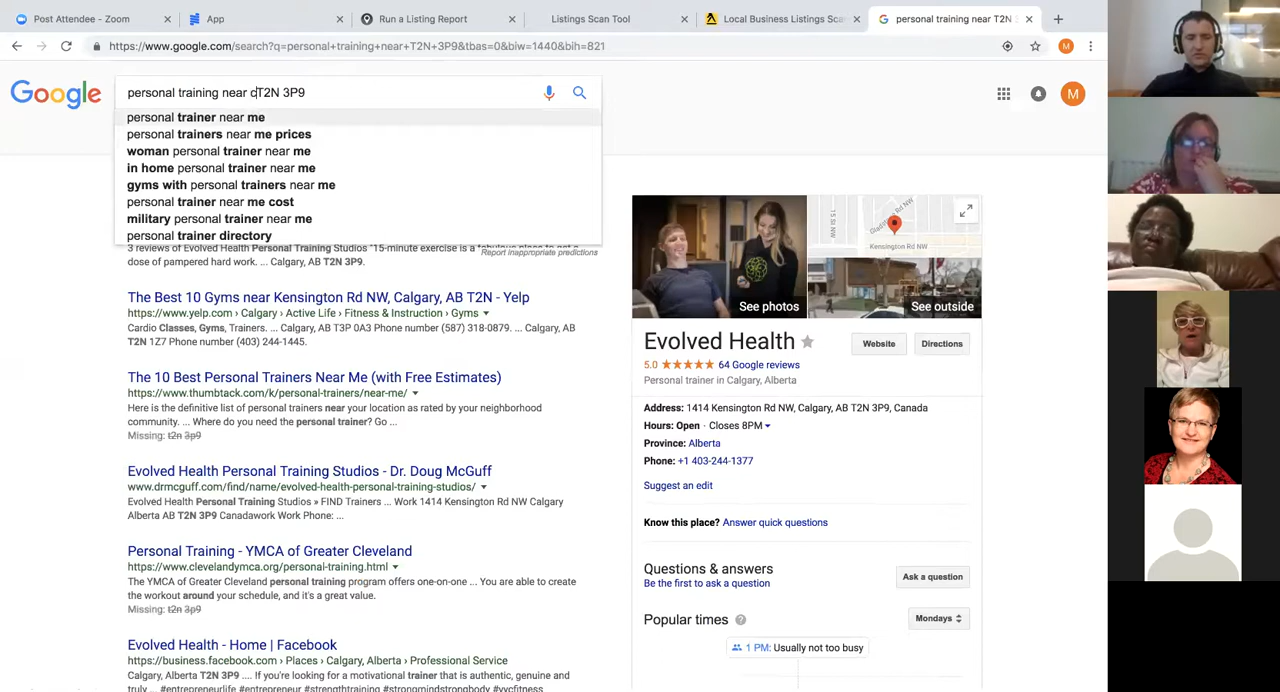 Post Attendee - Zoom
App
Run a Listing Report
Listings Scan Tool
Local Business Listings Sca
personal training near T2N
https://www.google.com/search?q=personal+training+near+T2N+3P9&tbas=0&biw=1440&bih=821
M
Google
personal training near cT2N 3P9
M
personal trainer near me
personal trainers near me prices
woman personal trainer near me
in home personal trainer near me
gyms with personal trainers near me
personal trainer near me cost
military personal trainer near me
personal trainer directory
Report inappropriate predictions
3 reviews of Evolved Health Personal Training Studios "15-minute exercise is a fabulous place to get a
dose of pampered hard work. ... Calgary, AB T2N 3P9.
The Best 10 Gyms near Kensington Rd NW, Calgary, AB T2N - Yelp
https://www.yelp.com › Calgary › Active Life › Fitness & Instruction › Gyms
Cardio Classes, Gyms, Trainers. ... Calgary, AB T3P 0A3 Phone number (587) 318-0879. ... Calgary, AB
T2N 1Z7 Phone number (403) 244-1445.
The 10 Best Personal Trainers Near Me (with Free Estimates)
https://www.thumbtack.com/k/personal-trainers/near-me/
Here is the definitive list of personal trainers near your location as rated by your neighborhood
community. ... Where do you need the personal trainer? Go ...
Missing: t2n 3p9
Evolved Health Personal Training Studios - Dr. Doug McGuff
www.drmcguff.com/find/name/evolved-health-personal-training-studios/
Evolved Health Personal Training Studios » FIND Trainers ... Work 1414 Kensington Rd NW Calgary
Alberta AB T2N 3P9 Canadawork Work Phone: ...
Personal Training - YMCA of Greater Cleveland
https://www.clevelandymca.org/personal-training.html
The YMCA of Greater Cleveland personal training program offers one-on-one ... You are able to create
the workout around your schedule, and it's a great value.
Missing: t2n 3p9
Evolved Health - Home | Facebook
https://business.facebook.com › Places › Calgary, Alberta › Professional Service
Calgary, Alberta T2N 3P9 .... If you're looking for a motivational trainer that is authentic, genuine and
truly ... #entrepreneurlife #entrepreneur #strengthtraining #strongmindstrongbody #yycfitness
See photos
15 St NW
Gladys Rd NW
Kensington Rd NW
See outside
Evolved Health
Website
Directions
5.0 64 Google reviews
Personal trainer in Calgary, Alberta
Address: 1414 Kensington Rd NW, Calgary, AB T2N 3P9, Canada
Hours: Open · Closes 8PM
Province: Alberta
Phone: +1 403-244-1377
Suggest an edit
Know this place? Answer quick questions
Questions & answers
Be the first to ask a question
Ask a question
Popular times
Mondays
1 PM: Usually not too busy